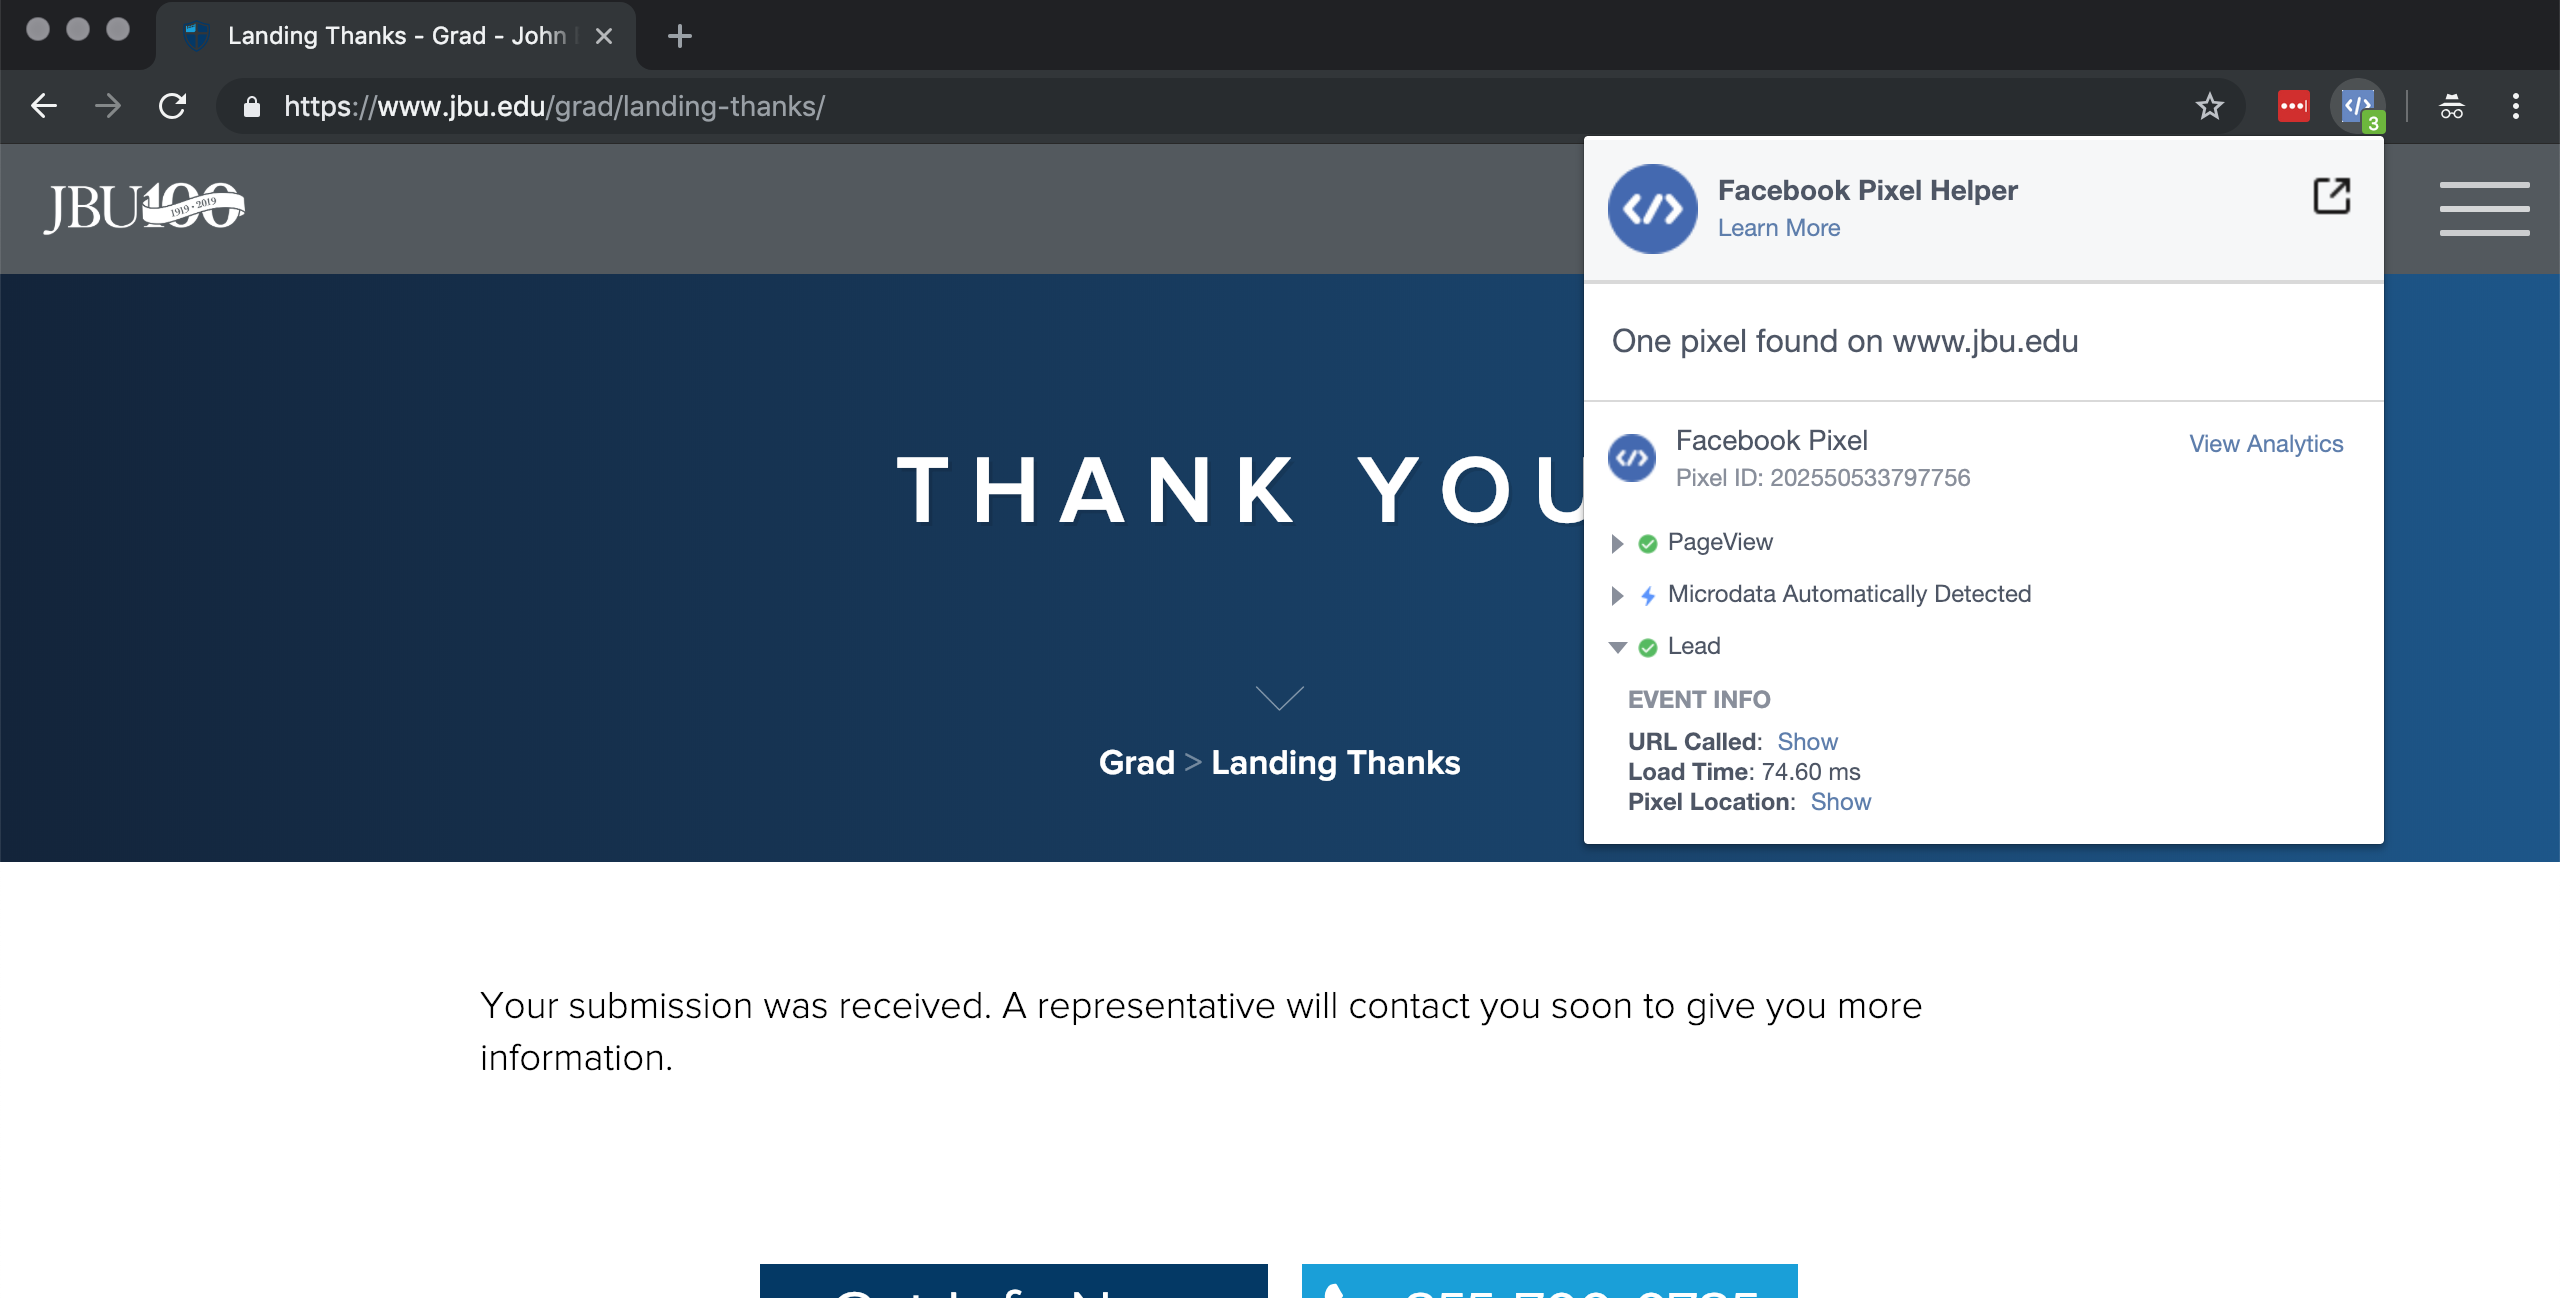 Landing Thanks - Grad - John
https://www.jbu.edu/grad/landing-thanks/
3
JBU100
1919 • 2019
Facebook Pixel Helper
Learn More
One pixel found on www.jbu.edu
Facebook Pixel
View Analytics
Pixel ID: 202550533797756
THANK YOU
PageView
Microdata Automatically Detected
Lead
EVENT INFO
URL Called: Show
Load Time: 74.60 ms
Pixel Location: Show
Grad > Landing Thanks
Your submission was received. A representative will contact you soon to give you more
information.